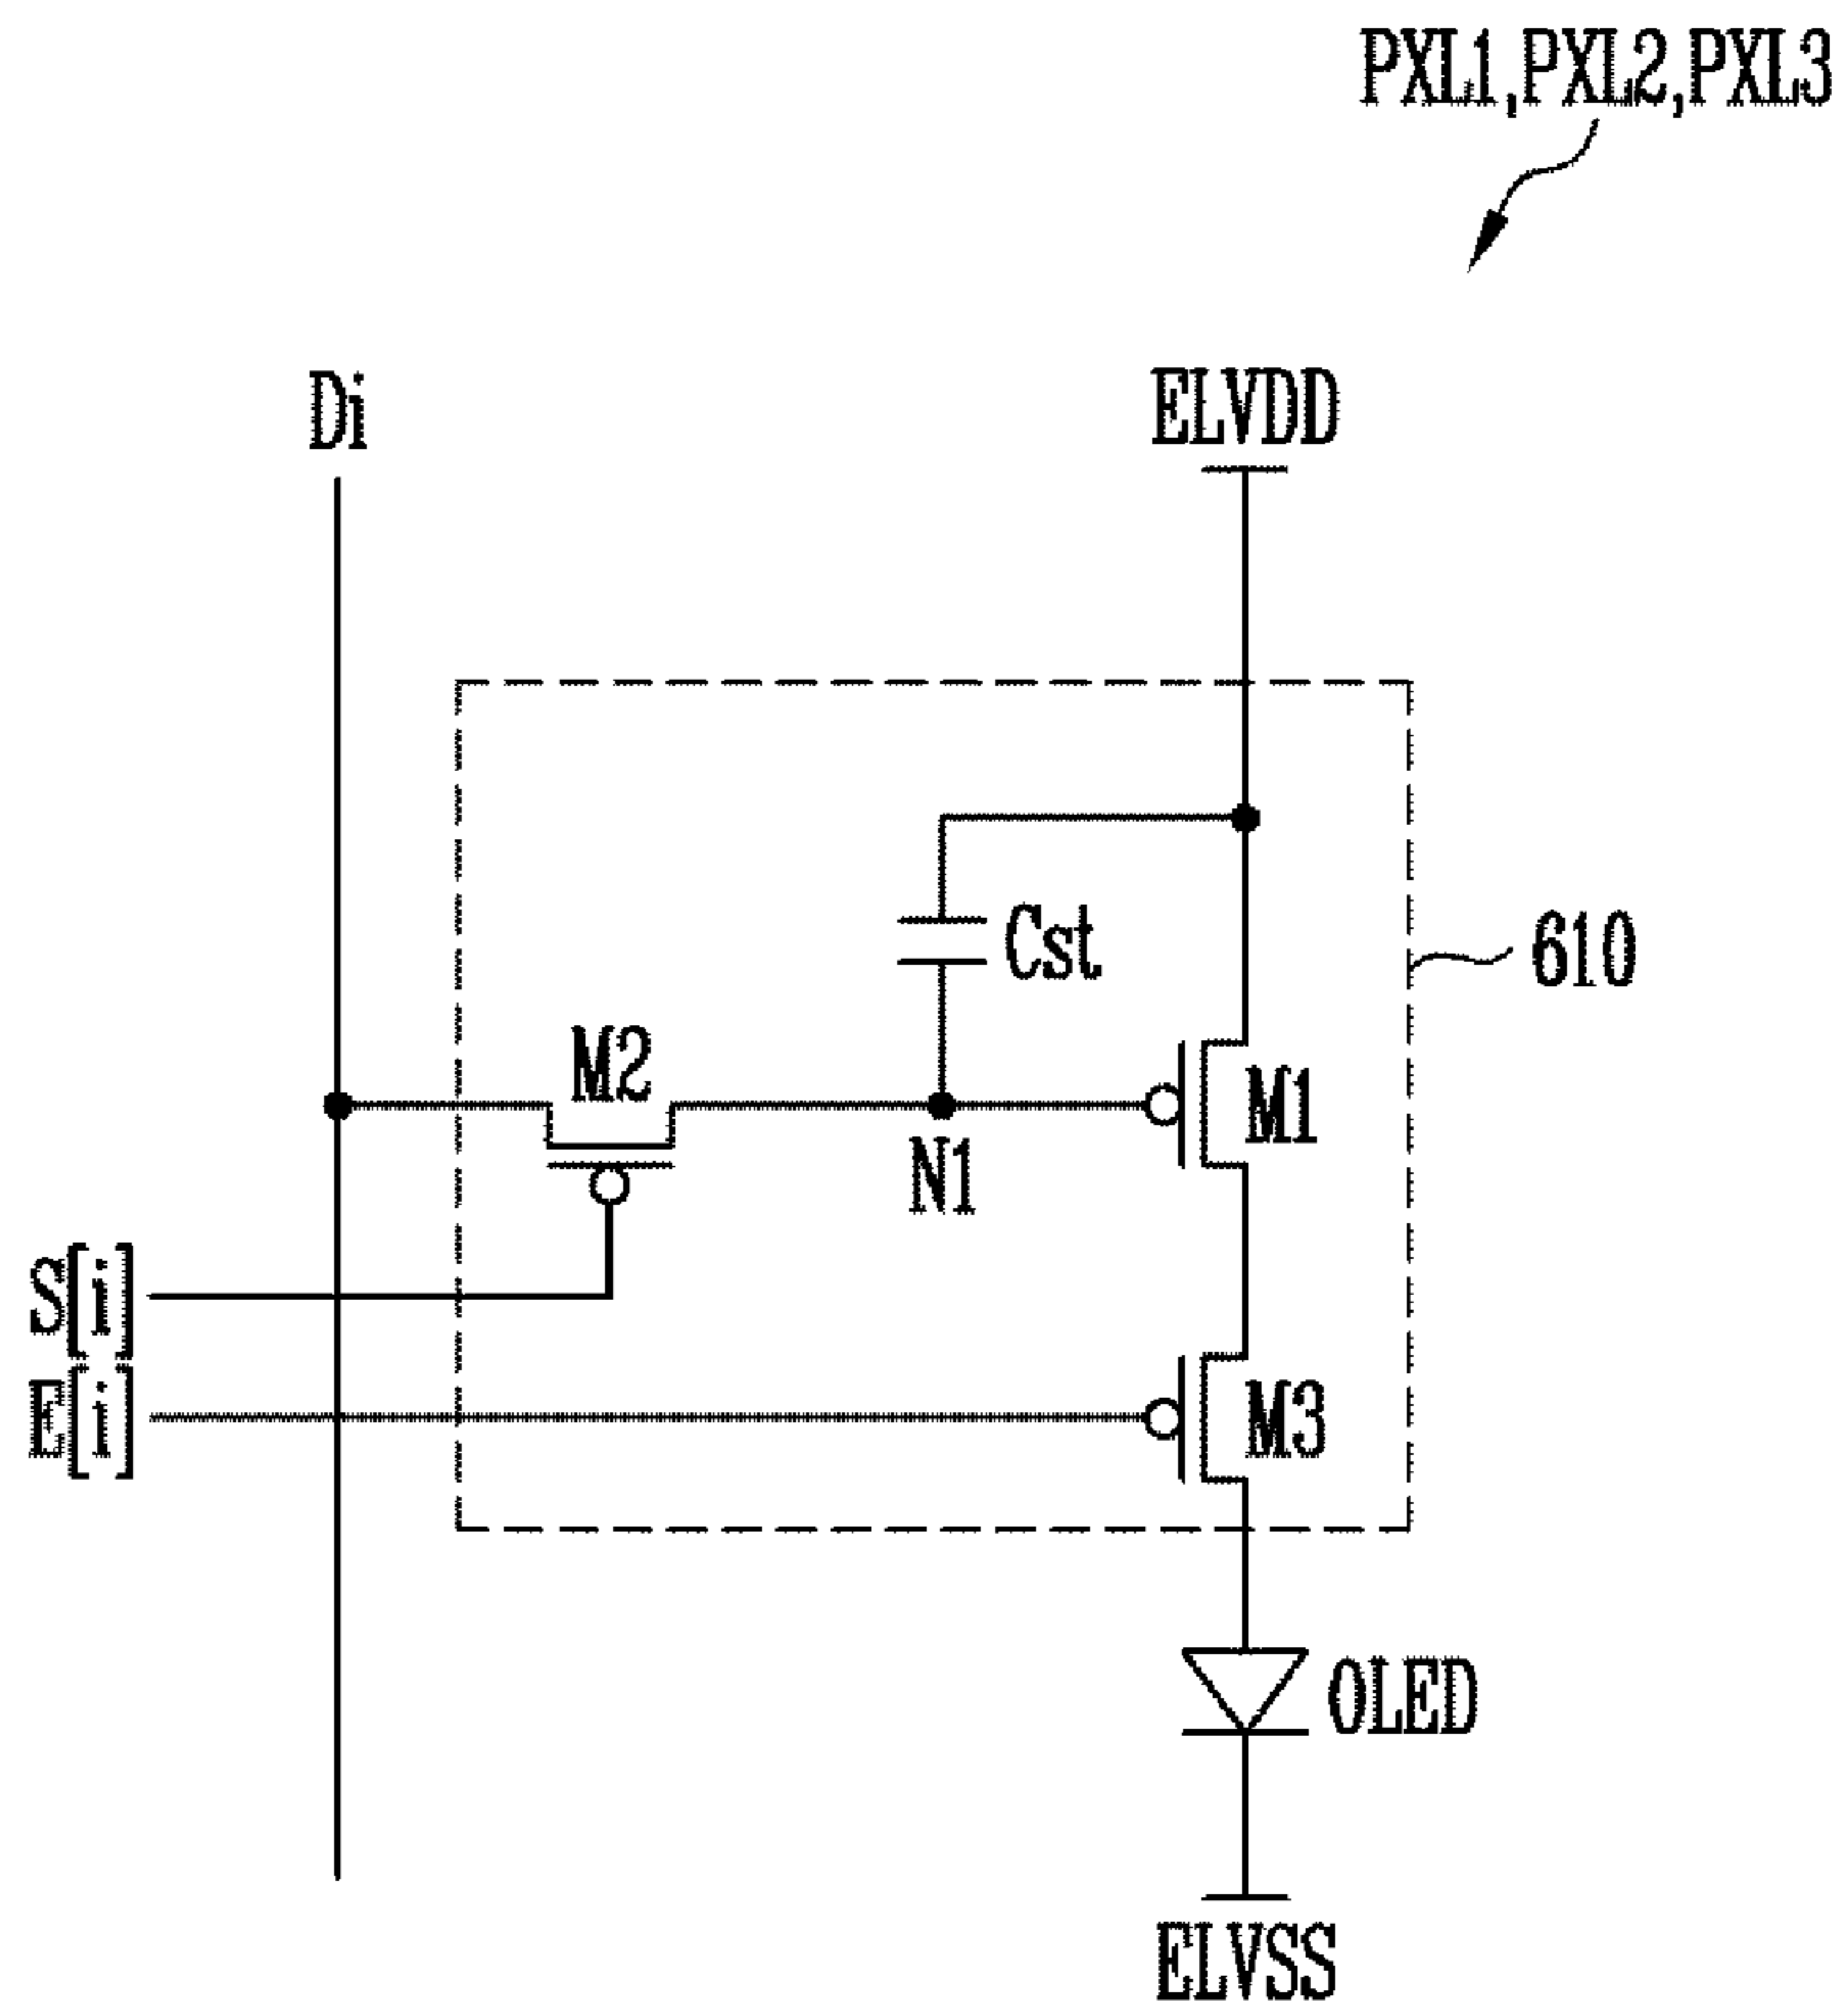 PXL1,PXL2,PXL3
Di
ELVDD
Cst
610
M2
M1
N1
S[i]
E[i]
M3
OLED
ELVSS